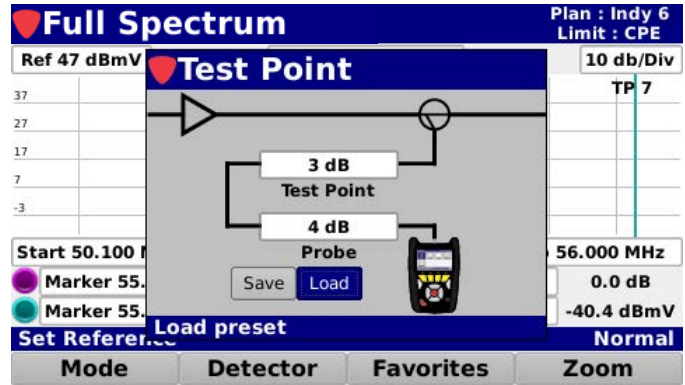 Full Spectrum
Plan : Indy 6
Limit : CPE
Ref 47 dBmV
10 db/Div
Test Point
TP 7
37
27
17
7
-3
3 dB
Test Point
4 dB
Probe
Save
Load
Start 50.100
56.000 MHz
Marker 55.
0.0 dB
Marker 55.
-40.4 dBmV
Load preset
Set Reference
Normal
Mode
Detector
Favorites
Zoom